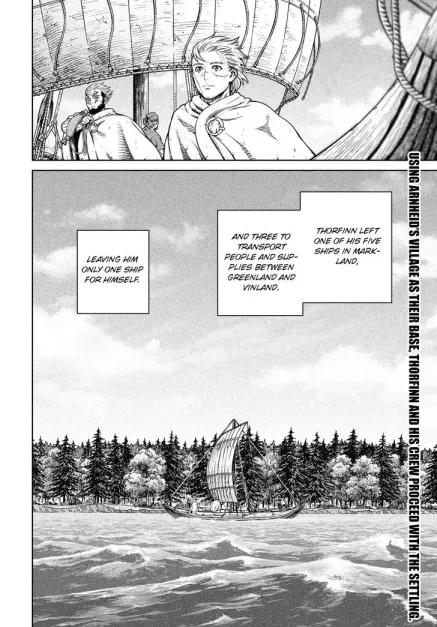 USING ARNHEID'S VILLAGE AS THEIR BASE, THORFINN AND HIS CREW PROCEED WITH THE SETTLING.
THORFINN LEFT
ONE OF HIS FIVE
SHIPS IN MARK-
LAND,
AND THREE TO
TRANSPORT
PEOPLE AND SUP-
PLIES BETWEEN
GREENLAND AND
VINLAND.
LEAVING HIM
ONLY ONE SHIP
FOR HIMSELF.